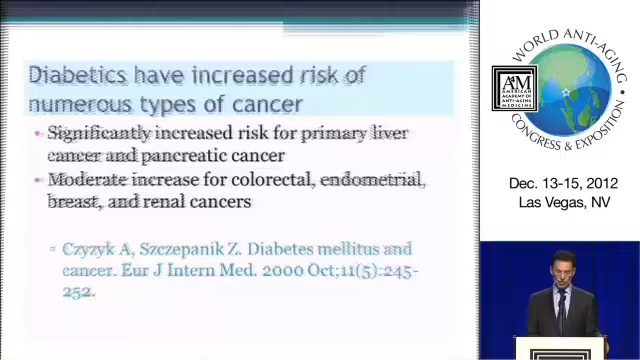 Diabetics have increased risk of
numerous types of cancer
• Significantly increased risk for primary liver
cancer and pancreatic cancer
• Moderate increase for colorectal, endometrial,
breast, and renal cancers
▫ Czyzyk A, Szczepanik Z. Diabetes mellitus and
cancer. Eur J Intern Med. 2000 Oct;11(5):245-
252.
WORLD ANTI-AGING
A4M
AMERICAN
ACADEMY OF
ANTI-AGING
MEDICINE
CONGRESS & EXPOSITION
Dec. 13-15, 2012
Las Vegas, NV